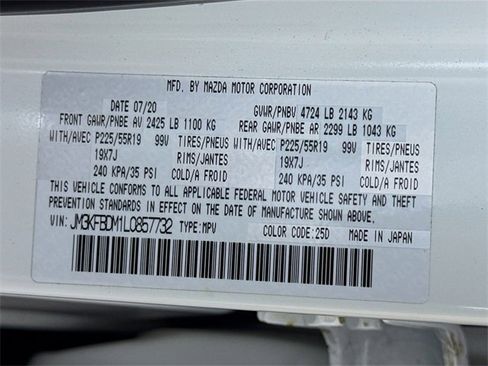 MFD. BY MAZDA MOTOR CORPORATION
DATE 07/20 GVWR/PNBV 4724 LB 2143 KG
FRONT GAWR/PNBE AV 2425 LB 1100 KG REAR GAWR/PNBE AR 2299 LB 1043 KG
WITH/AVEC P225/55R19 99V TIRES/PNEUS WITH/AVEC P225/55R19 99V TIRES/PNEUS
19X7J RIMS/JANTES 19X7J RIMS/JANTES
240 KPA/35 PSI 240 KPA/35 PSI
THIS VEHICLE CONFORMS TO ALL APPLICABLE FEDERAL MOTOR VEHICLE SAFETY AND THEFT
PREVENTION STANDARDS IN EFFECT ON THE DATE OF MANUFACTURE SHOWN ABOVE.
VIN: JM3KFBDM1L0857732 TYPE:MPV COLOR CODE:25D MADE IN JAPAN